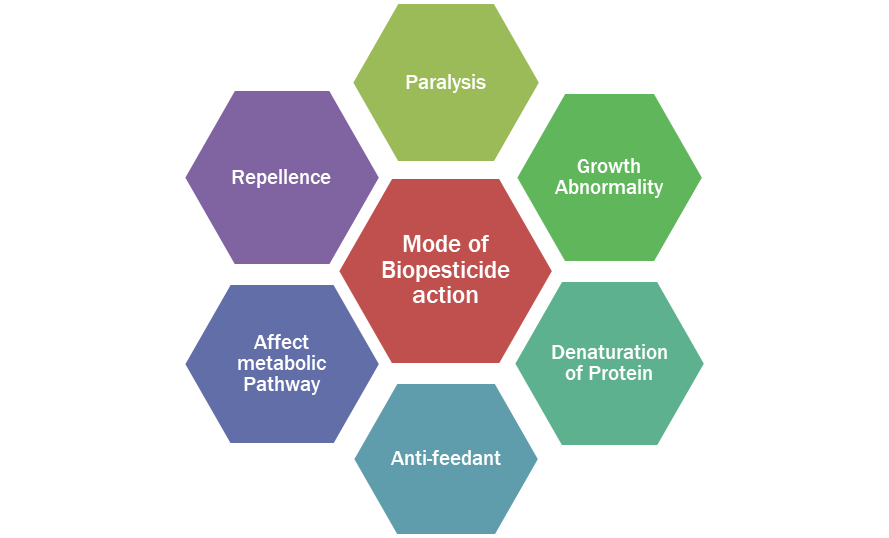 Paralysis
Repellence
Growth
Abnormality
Mode of
Biopesticide
action
Affect
metabolic
Pathway
Denaturation
of Protein
Anti-feedant